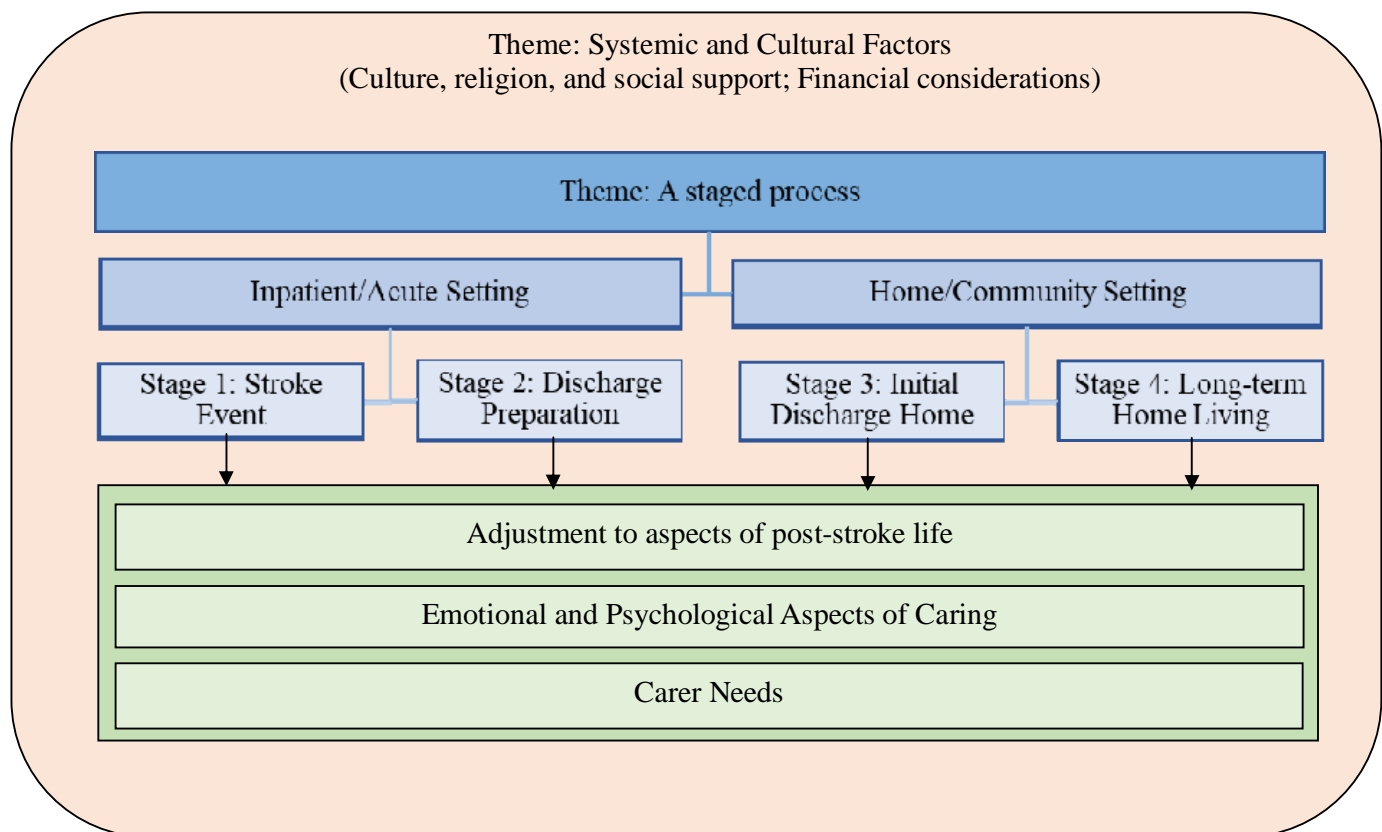 Theme: Systemic and Cultural Factors
(Culture, religion, and social support; Financial considerations)
Theme: A staged process
Inpatient/Acute Setting
Home/Community Setting
Stage 1: Stroke
Event
Stage 2: Discharge
Preparation
Stage 3: Initial
Discharge Home
Stage 4: Long-term
Home Living
Adjustment to aspects of post-stroke life
Emotional and Psychological Aspects of Caring
Carer Needs